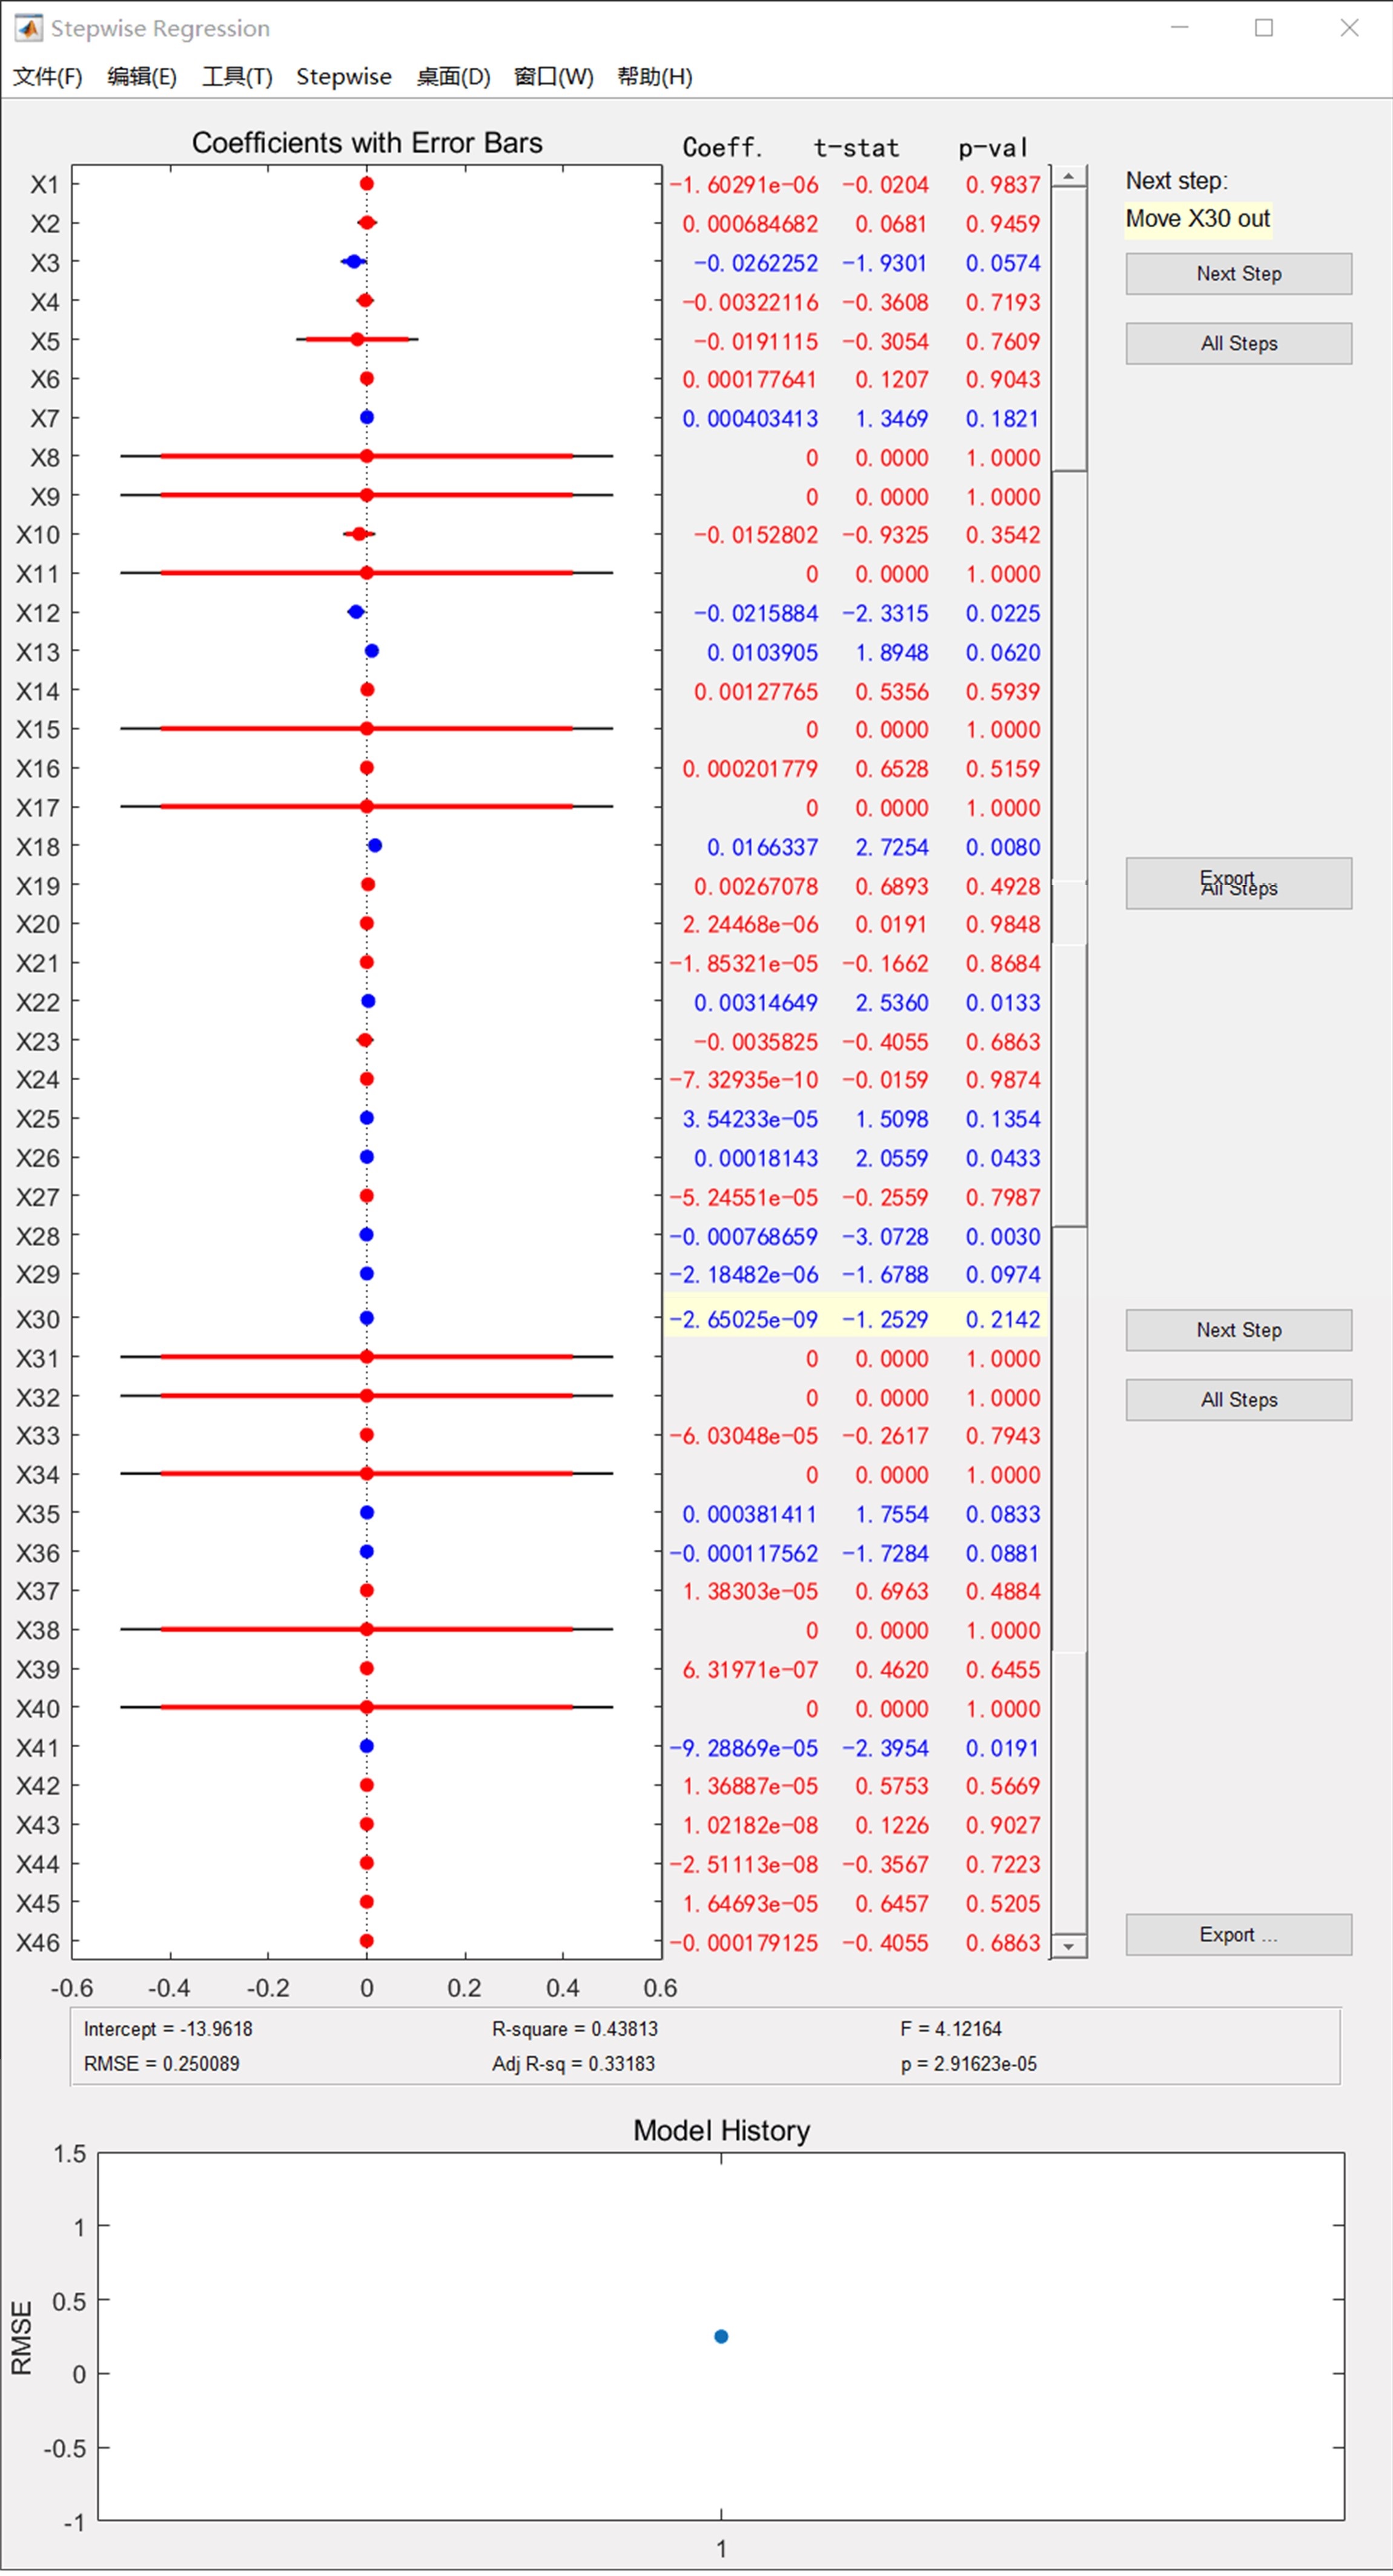 Stepwise Regression
文件(F) 编辑(E) 工具(T) Stepwise 桌面(D) 窗口(W) 帮助(H)
Coefficients with Error Bars Coeff. t-stat p-val
X1 -1.60291e-06 -0.0204 0.9837
X2 0.000684682 0.0681 0.9459
X3 -0.0262252 -1.9301 0.0574
X4 -0.00322116 -0.3608 0.7193
X5 -0.0191115 -0.3054 0.7609
X6 0.000177641 0.1207 0.9043
X7 0.000403413 1.3469 0.1821
X8 0 0.0000 1.0000
X9 0 0.0000 1.0000
X10 -0.0152802 -0.9325 0.3542
X11 0 0.0000 1.0000
X12 -0.0215884 -2.3315 0.0225
X13 0.0103905 1.8948 0.0620
X14 0.00127765 0.5356 0.5939
X15 0 0.0000 1.0000
X16 0.000201779 0.6528 0.5159
X17 0 0.0000 1.0000
X18 0.0166337 2.7254 0.0080
X19 0.00267078 0.6893 0.4928
X20 2.24468e-06 0.0191 0.9848
X21 -1.85321e-05 -0.1662 0.8684
X22 0.00314649 2.5360 0.0133
X23 -0.0035825 -0.4055 0.6863
X24 -7.32935e-10 -0.0159 0.9874
X25 3.54233e-05 1.5098 0.1354
X26 0.00018143 2.0559 0.0433
X27 -5.24551e-05 -0.2559 0.7987
X28 -0.000768659 -3.0728 0.0030
X29 -2.18482e-06 -1.6788 0.0974
X30 -2.65025e-09 -1.2529 0.2142
X31 0 0.0000 1.0000
X32 0 0.0000 1.0000
X33 -6.03048e-05 -0.2617 0.7943
X34 0 0.0000 1.0000
X35 0.000381411 1.7554 0.0833
X36 -0.000117562 -1.7284 0.0881
X37 1.38303e-05 0.6963 0.4884
X38 0 0.0000 1.0000
X39 6.31971e-07 0.4620 0.6455
X40 0 0.0000 1.0000
X41 -9.28869e-05 -2.3954 0.0191
X42 1.36887e-05 0.5753 0.5669
X43 1.02182e-08 0.1226 0.9027
X44 -2.51113e-08 -0.3567 0.7223
X45 1.64693e-05 0.6457 0.5205
X46 -0.000179125 -0.4055 0.6863
-0.6 -0.4 -0.2 0 0.2 0.4 0.6
Next step:
Move X30 out
Next Step
All Steps
Export ...
All Steps
Next Step
All Steps
Export ...
Intercept = -13.9618 R-square = 0.43813 F = 4.12164
RMSE = 0.250089 Adj R-sq = 0.33183 p = 2.91623e-05
Model History
1.5
1
0.5
0
-0.5
-1
RMSE
1